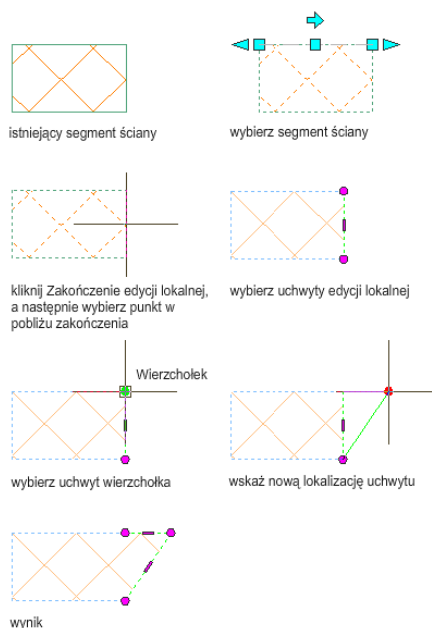 istniejący segment ściany
wybierz segment ściany
kliknij Zakończenie edycji lokalnej,
a następnie wybierz punkt w
pobliżu zakończenia
wybierz uchwyty edycji lokalnej
Wierzchołek
wybierz uchwyt wierzchołka
wskaż nową lokalizację uchwytu
wynik